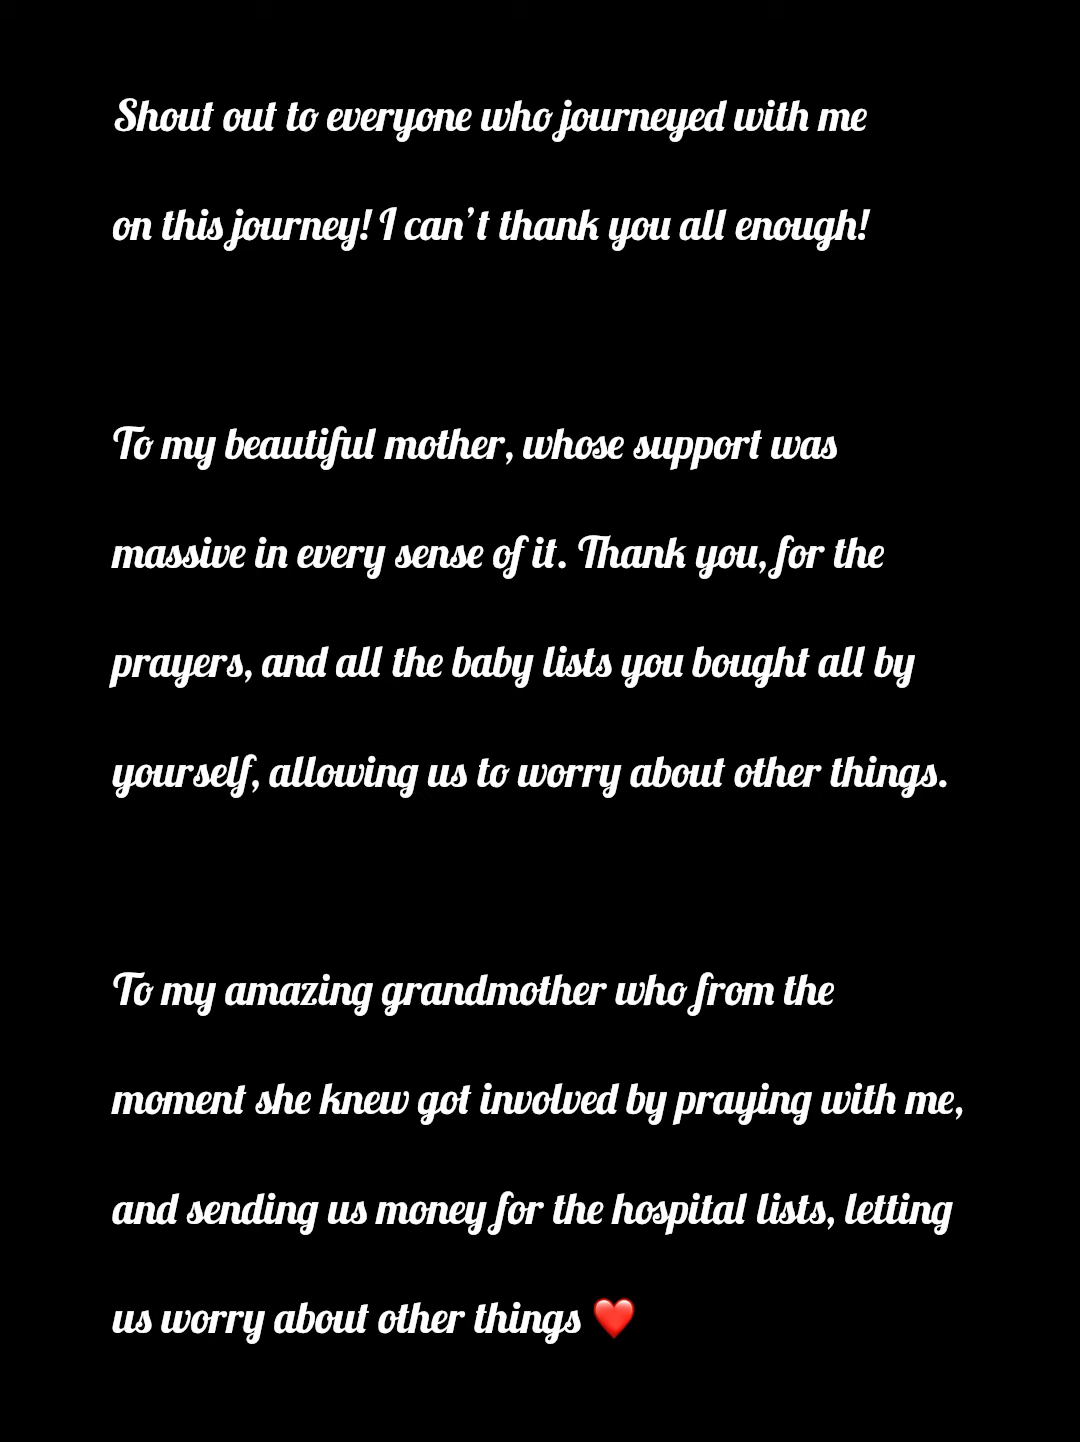 Shout out to everyone who journeyed with me
on this journey! I can’t thank you all enough!
To my beautiful mother, whose support was
massive in every sense of it. Thank you, for the
prayers, and all the baby lists you bought all by
yourself, allowing us to worry about other things.
To my amazing grandmother who from the
moment she knew got involved by praying with me,
and sending us money for the hospital lists, letting
us worry about other things ❤️